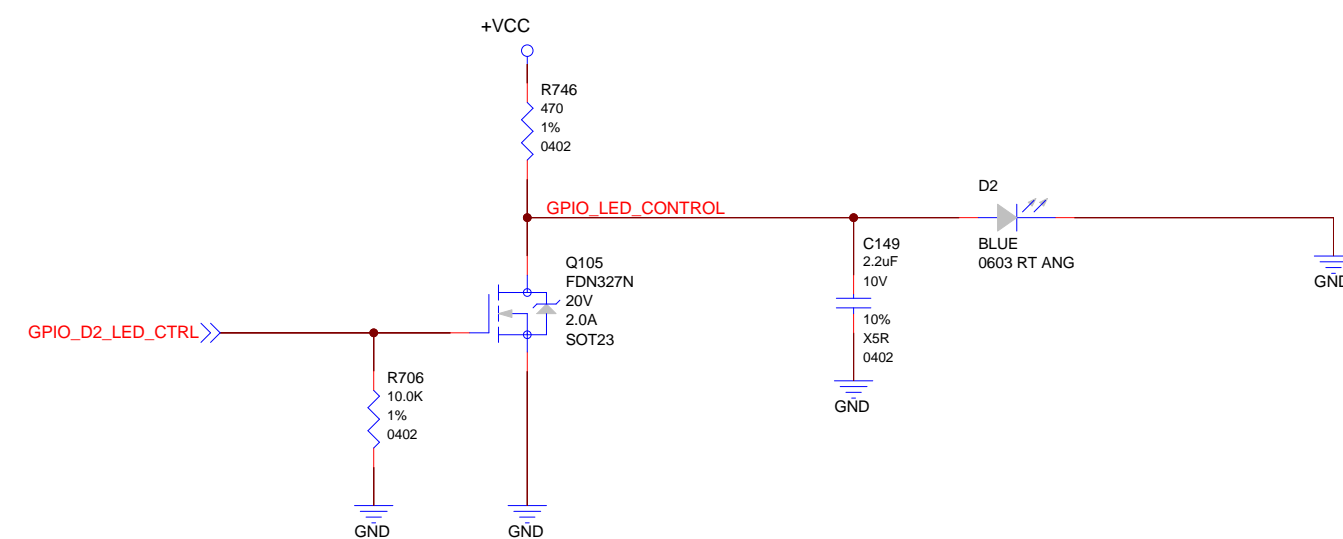 +VCC
R746
470
1%
0402
GPIO_LED_CONTROL
D2
BLUE
0603 RT ANG
GND
C149
2.2uF
10V
10%
X5R
0402
GND
Q105
FDN327N
20V
2.0A
SOT23
GPIO_D2_LED_CTRL
R706
10.0K
1%
0402
GND
GND